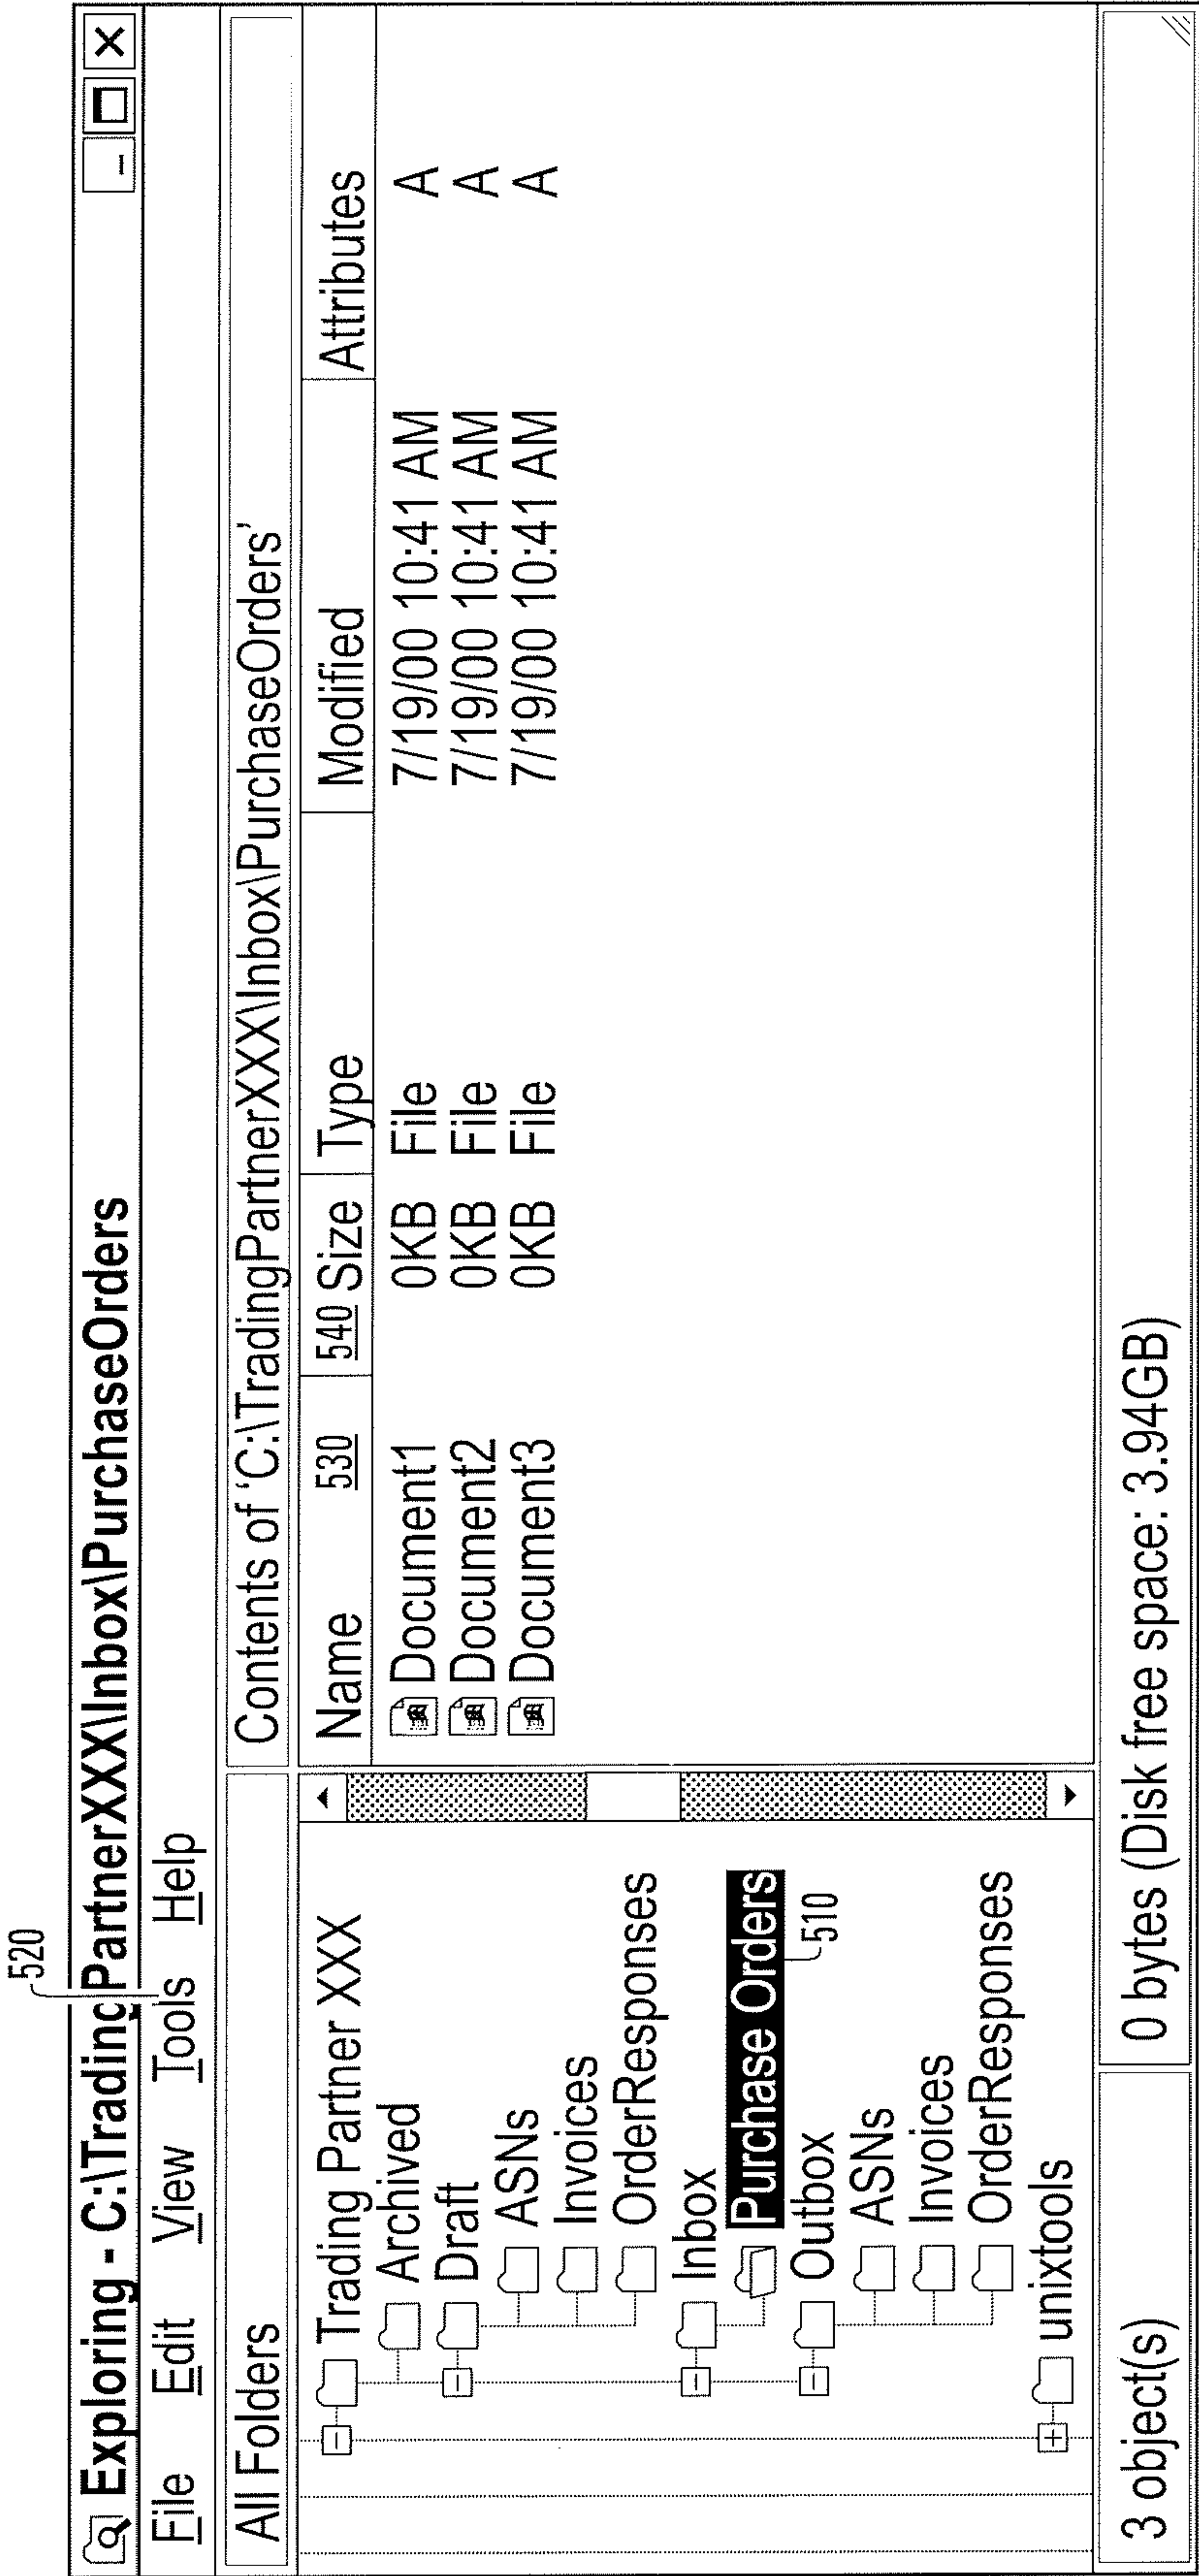 520
Exploring - C:\TradingPartnerXXX\Inbox\PurchaseOrders
File Edit View Tools Help
All Folders
Contents of 'C:\TradingPartnerXXX\Inbox\PurchaseOrders'
Name 530 540 Size Type Modified Attributes
Trading Partner XXX
Archived
Draft
ASNs
Invoices
OrderResponses
Inbox
Purchase Orders
510
Outbox
ASNs
Invoices
OrderResponses
unixtools
Document1 0KB File 7/19/00 10:41 AM A
Document2 0KB File 7/19/00 10:41 AM A
Document3 0KB File 7/19/00 10:41 AM A
3 object(s)
0 bytes (Disk free space: 3.94GB)